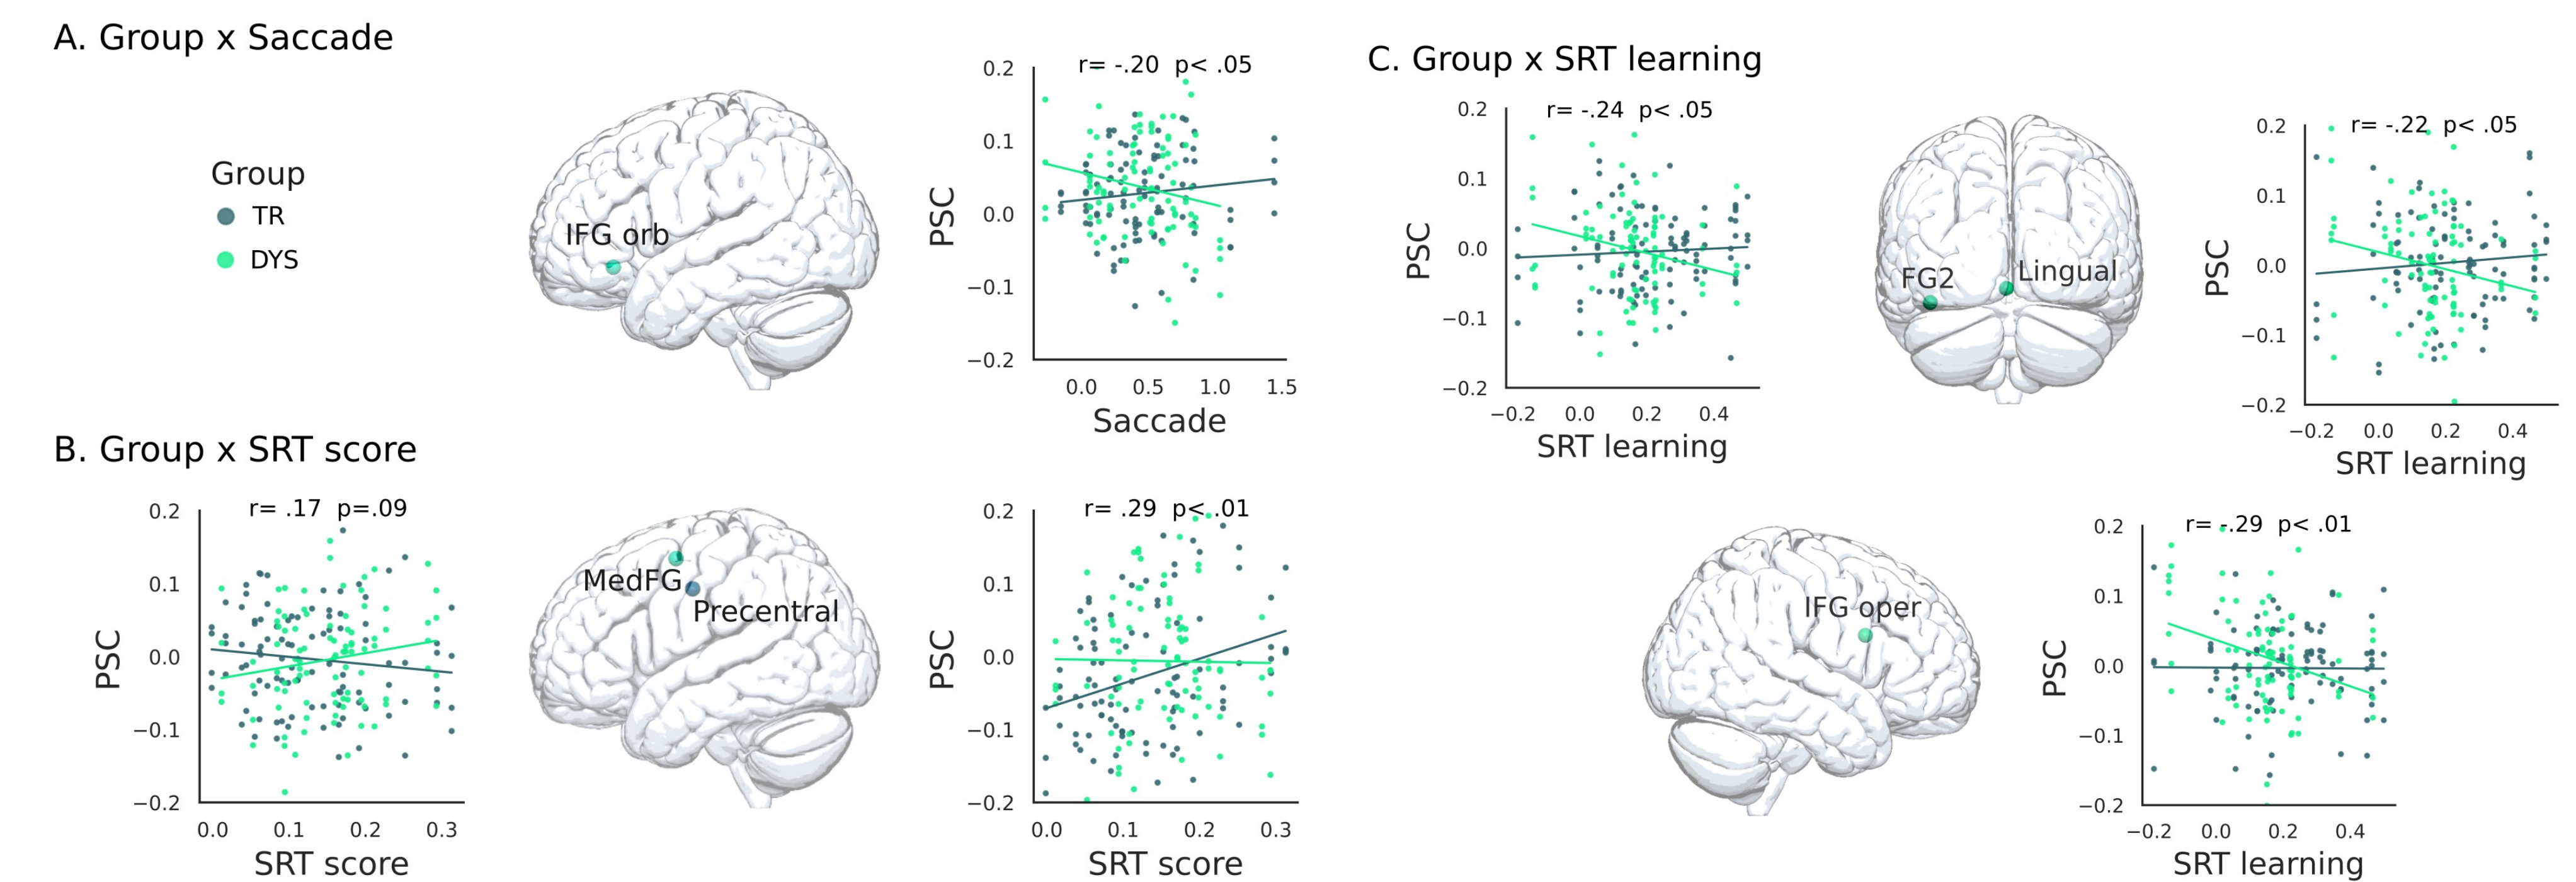 A. Group x Saccade
Group
TR
DYS
IFG orb
r= -.20 p< .05
0.2
0.1
0.0
−0.1
−0.2
PSC
0.0 0.5 1.0 1.5
Saccade
B. Group x SRT score
r= .17 p=.09
0.2
0.1
0.0
−0.1
−0.2
PSC
0.0 0.1 0.2 0.3
SRT score
MedFG
Precentral
r= .29 p< .01
0.2
0.1
0.0
−0.1
−0.2
PSC
0.0 0.1 0.2 0.3
SRT score
C. Group x SRT learning
r= -.24 p< .05
0.2
0.1
0.0
−0.1
−0.2
PSC
−0.2 0.0 0.2 0.4
SRT learning
FG2
Lingual
r= -.22 p< .05
0.2
0.1
0.0
−0.1
−0.2
PSC
−0.2 0.0 0.2 0.4
SRT learning
IFG oper
r= -.29 p< .01
0.2
0.1
0.0
−0.1
−0.2
PSC
−0.2 0.0 0.2 0.4
SRT learning